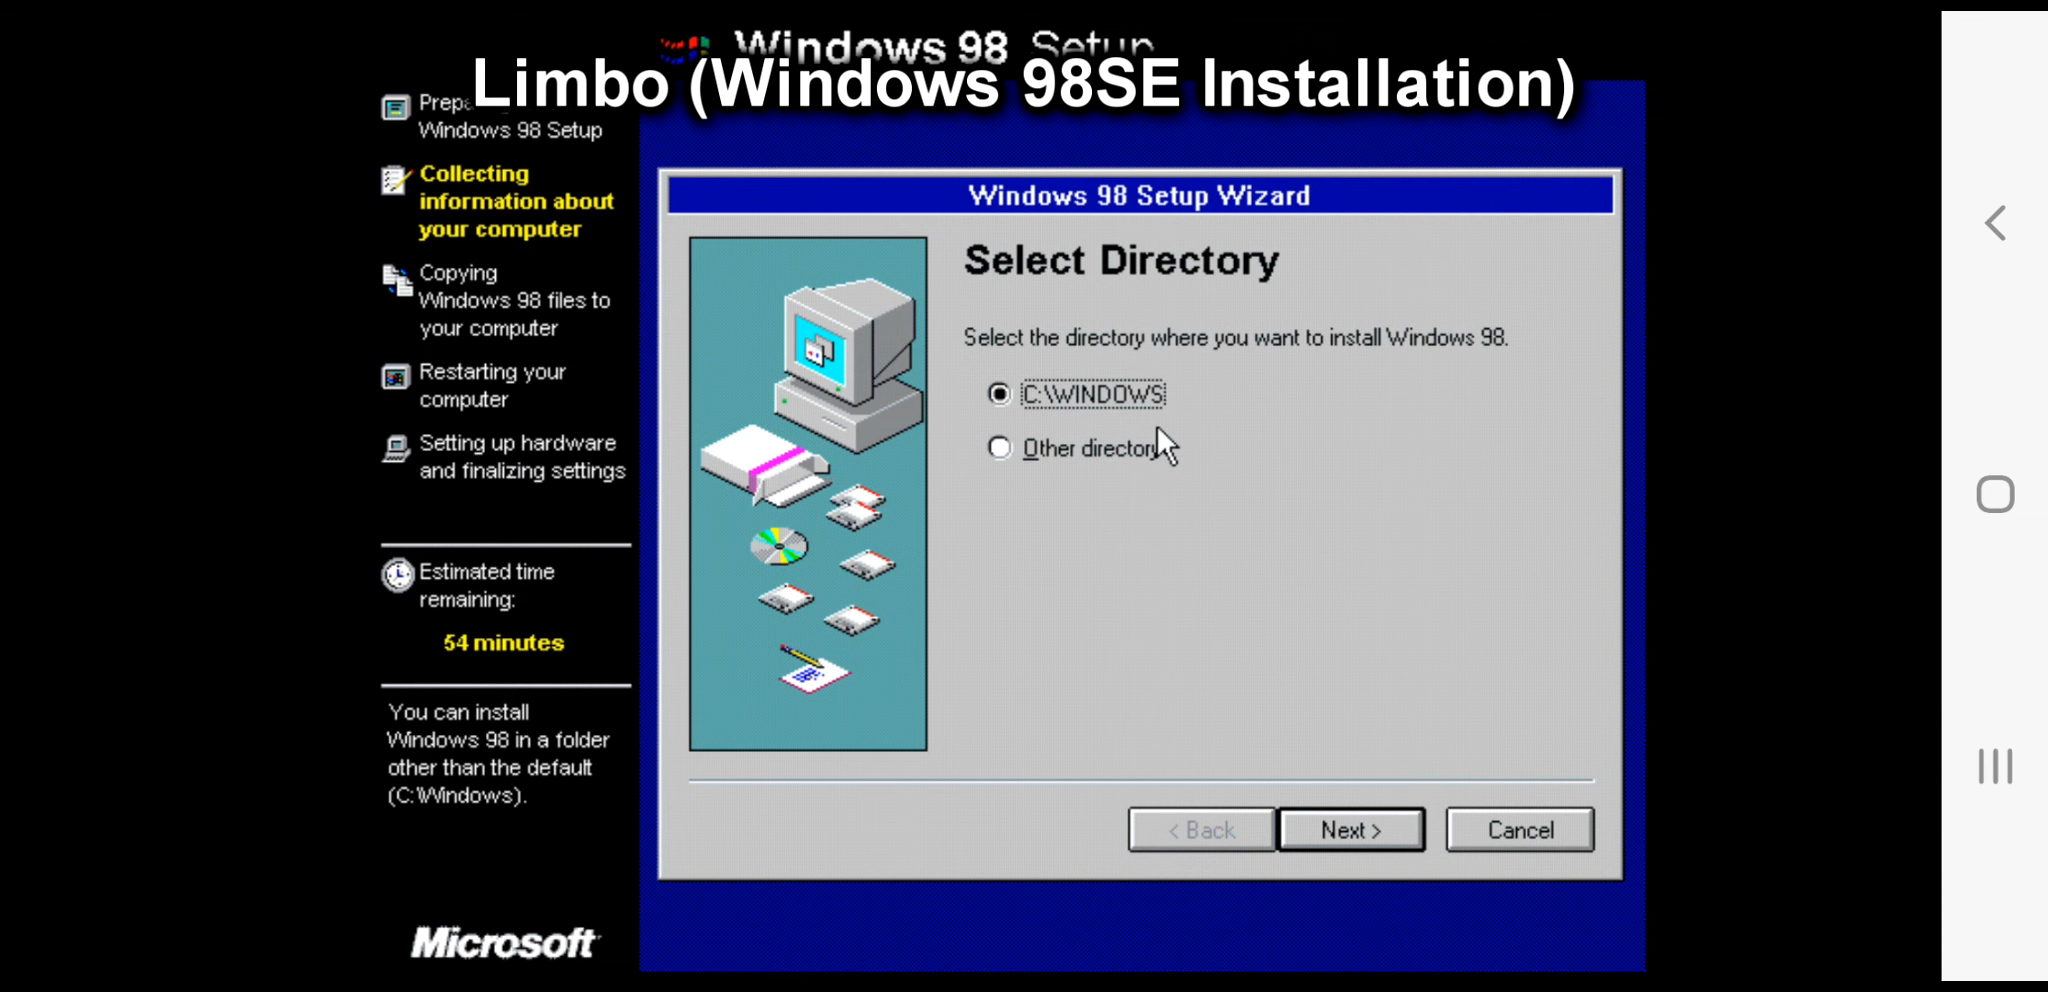 Windows 98 Setup
Limbo (Windows 98SE Installation)
Windows 98 Setup
Collecting
information about
your computer
Copying
Windows 98 files to
your computer
Restarting your
computer
Setting up hardware
and finalizing settings
Estimated time
remaining:
54 minutes
You can install
Windows 98 in a folder
other than the default
(C:\Windows).
Microsoft
Windows 98 Setup Wizard
Select Directory
Select the directory where you want to install Windows 98.
C:\WINDOWS
Other directory
< Back
Next >
Cancel